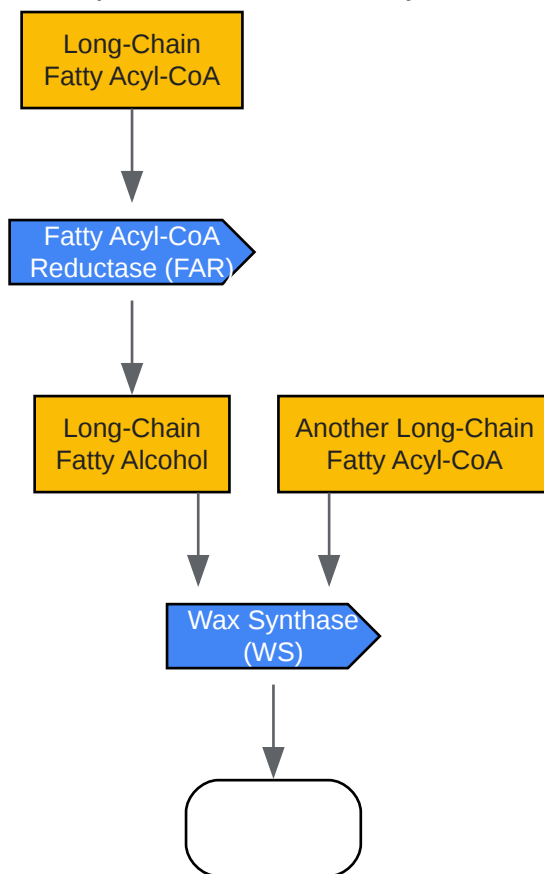 Long-Chain
Fatty Acyl-CoA
Fatty Acyl-CoA
Reductase (FAR)
Long-Chain
Fatty Alcohol
Another Long-Chain
Fatty Acyl-CoA
Wax Synthase
(WS)